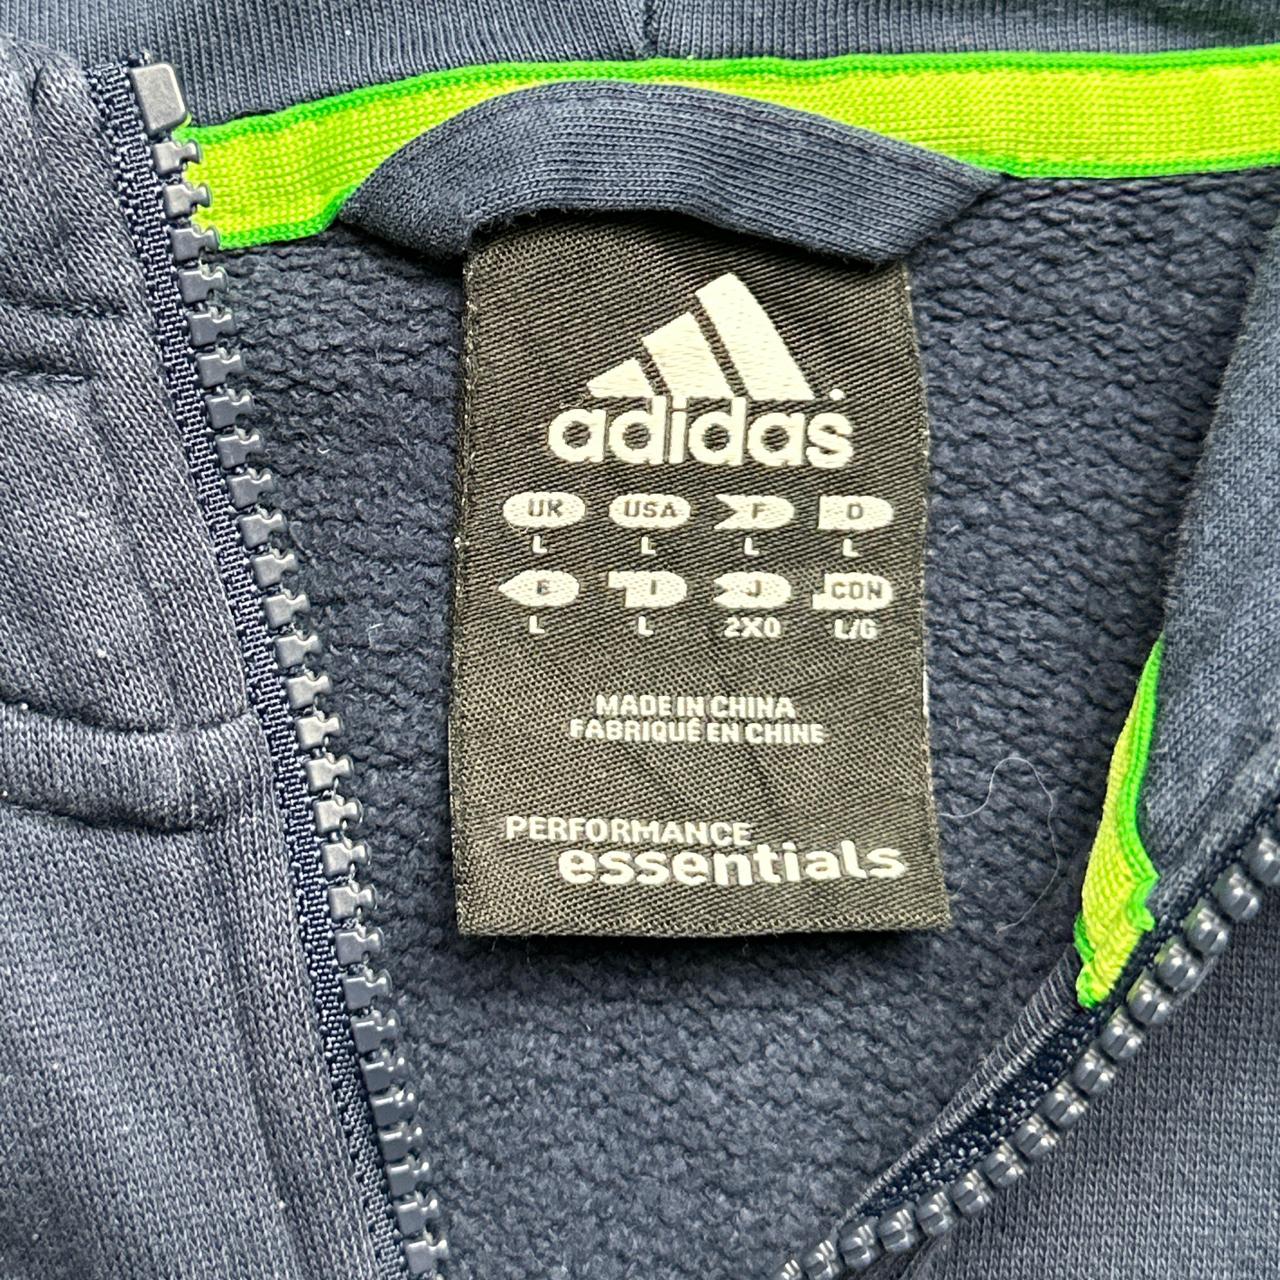 adidas
UK USA F D
L L L L
E I J CDN
L L 2XO L/G
MADE IN CHINA
FABRIQUÉ EN CHINE
PERFORMANCE
essentials